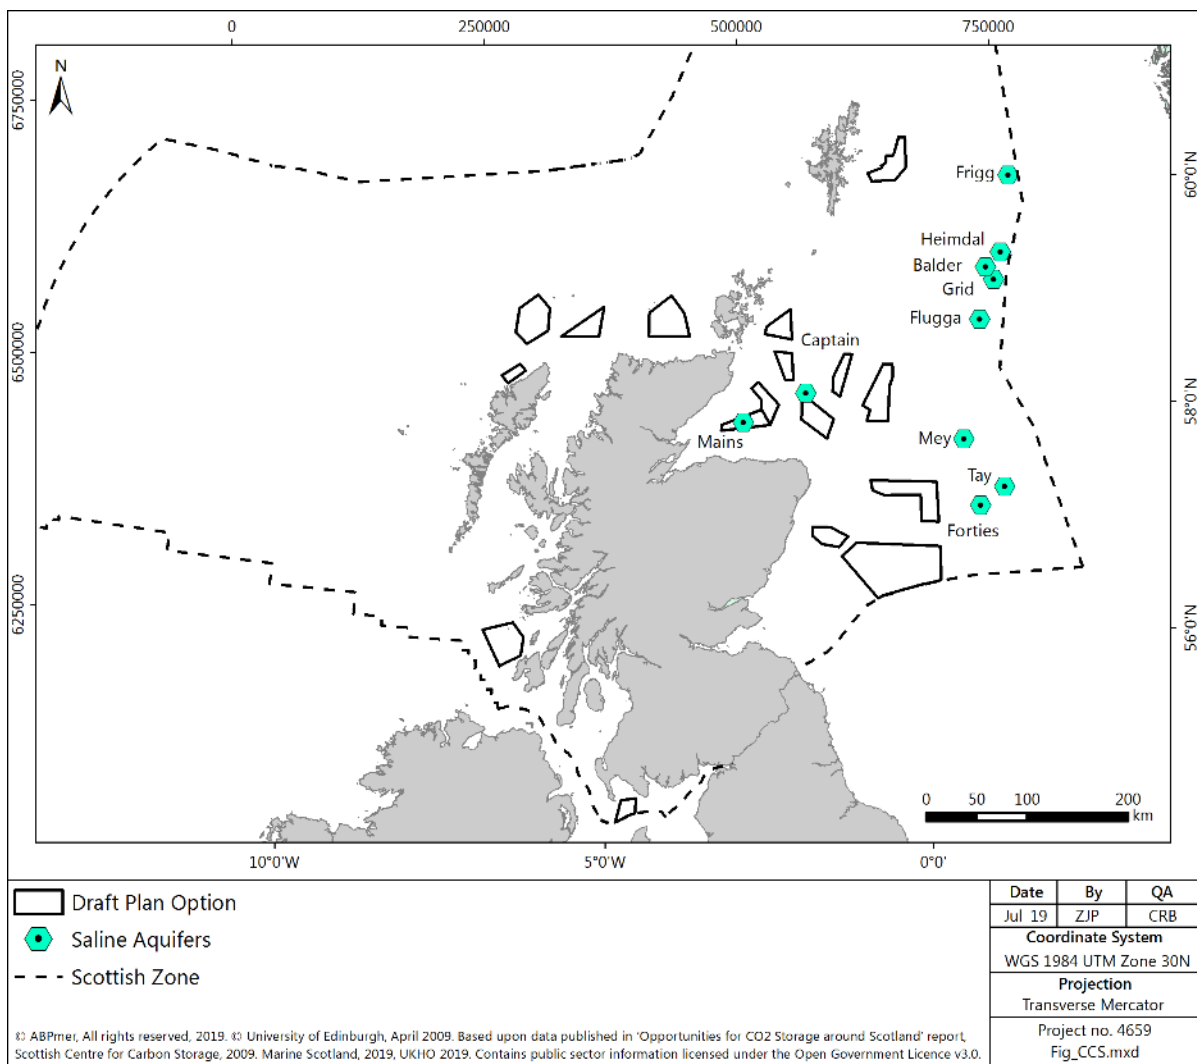 0 250000 500000 750000
N
6750000
Frigg
60°0'N
Heimdal
Balder
Grid
Flugga
6500000
Captain
58°0'N
Mains
Mey
Tay
Forties
6250000
56°0'N
0 50 100 200
km
10°0'W 5°0'W 0°0'
Draft Plan Option
Saline Aquifers
Scottish Zone
Date By QA
Jul 19 ZJP CRB
Coordinate System
WGS 1984 UTM Zone 30N
Projection
Transverse Mercator
Project no. 4659
Fig_CCS.mxd
© ABPmer, All rights reserved, 2019. © University of Edinburgh, April 2009. Based upon data published in 'Opportunities for CO2 Storage around Scotland' report,
Scottish Centre for Carbon Storage, 2009. Marine Scotland, 2019, UKHO 2019. Contains public sector information licensed under the Open Government Licence v3.0.